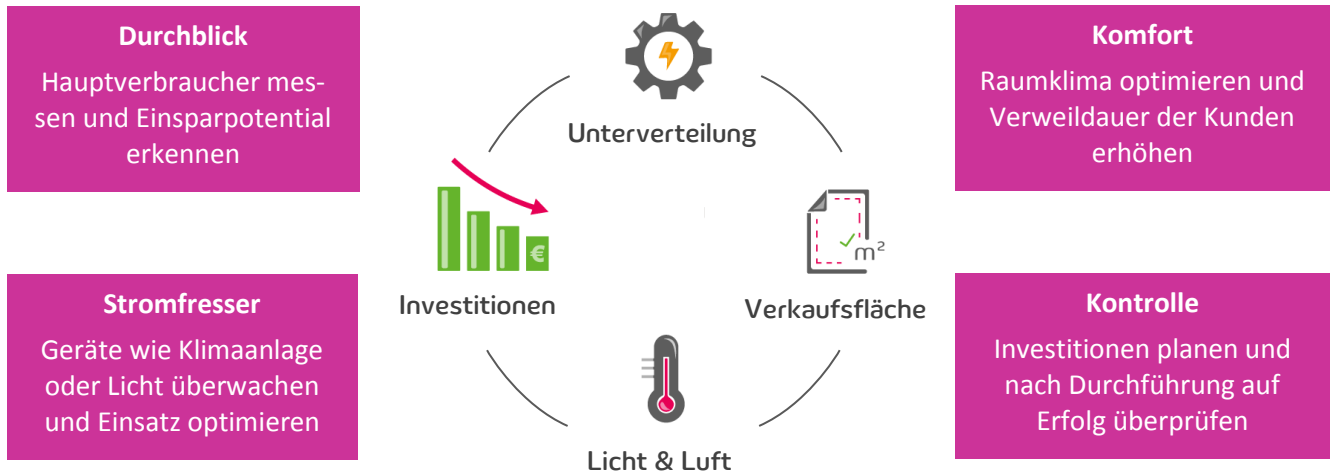 Durchblick
Hauptverbraucher mes-
sen und Einsparpotential
erkennen
Stromfresser
Geräte wie Klimaanlage
oder Licht überwachen
und Einsatz optimieren
Unterverteilung
€
Investitionen
m²
Verkaufsfläche
Licht & Luft
Komfort
Raumklima optimieren und
Verweildauer der Kunden
erhöhen
Kontrolle
Investitionen planen und
nach Durchführung auf
Erfolg überprüfen